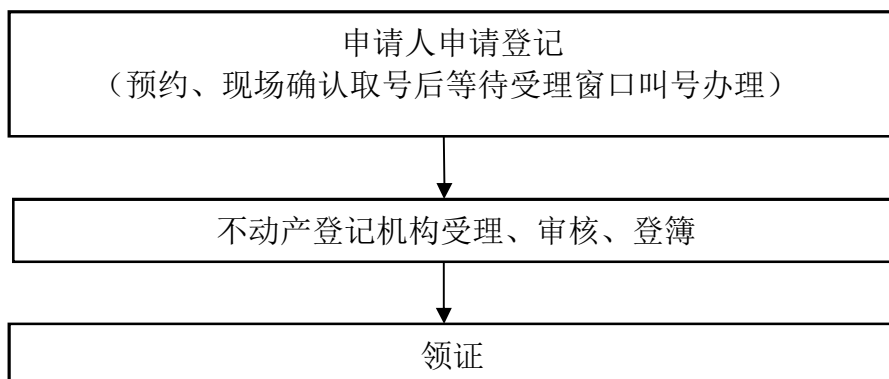 申请人申请登记
（预约、现场确认取号后等待受理窗口叫号办理）
不动产登记机构受理、审核、登簿
领证